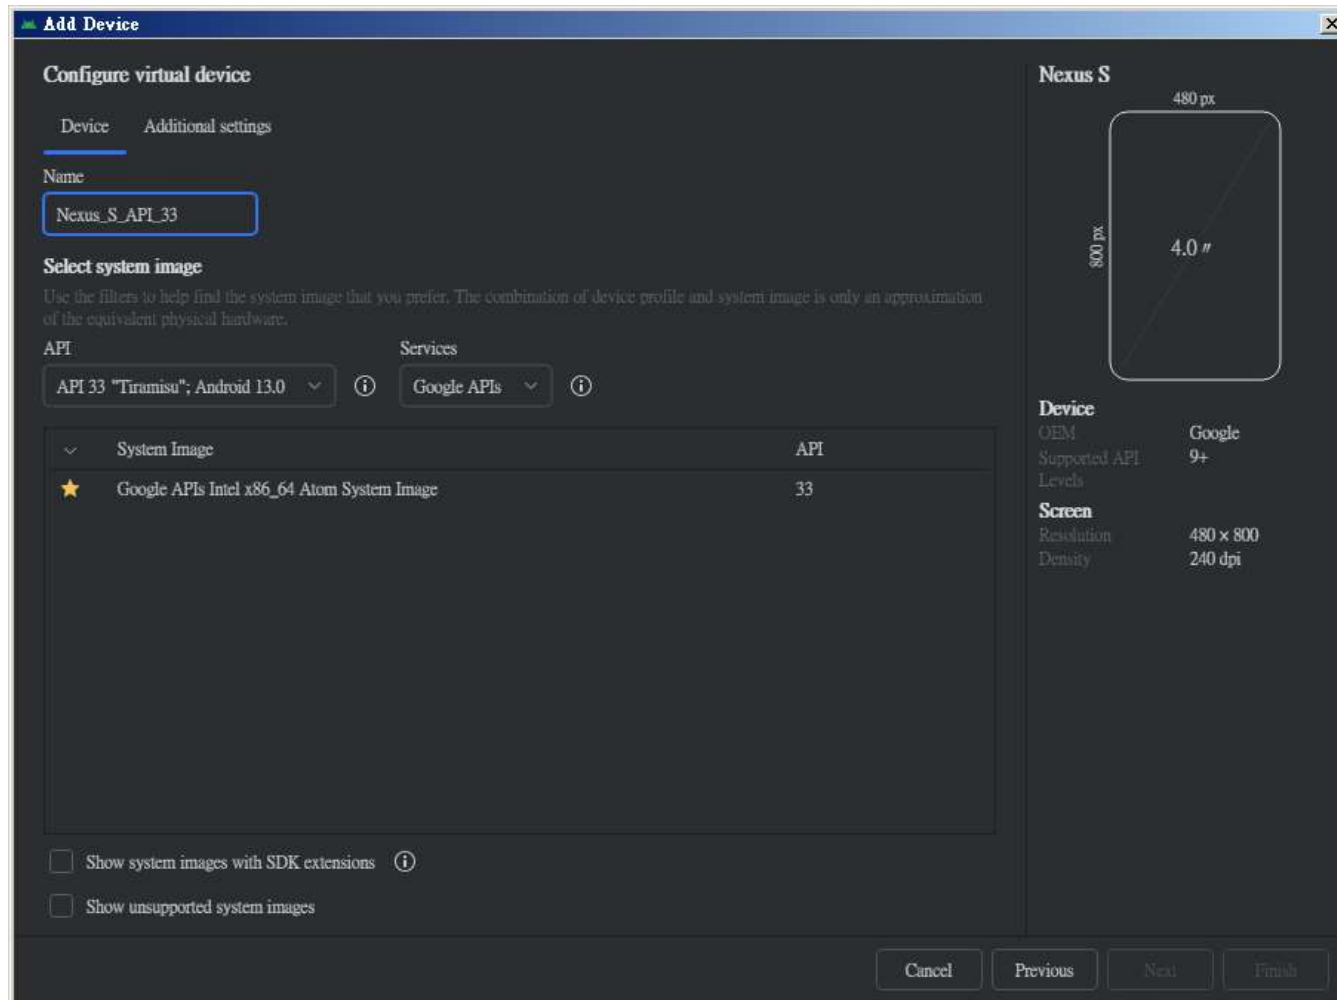 Add Device
Configure virtual device
Device Additional settings
Name
Nexus_S_API_33
Select system image
Use the filters to help find the system image that you prefer. The combination of device profile and system image is only an approximation
of the equivalent physical hardware.
API Services
API 33 "Tiramisu"; Android 13.0 Google APIs
System Image API
Google APIs Intel x86_64 Atom System Image 33
Show system images with SDK extensions
Show unsupported system images
Nexus S
480 px
800 px
4.0 "
Device
OEM Google
Supported API 9+
Levels
Screen
Resolution 480 × 800
Density 240 dpi
Cancel Previous Next Finish